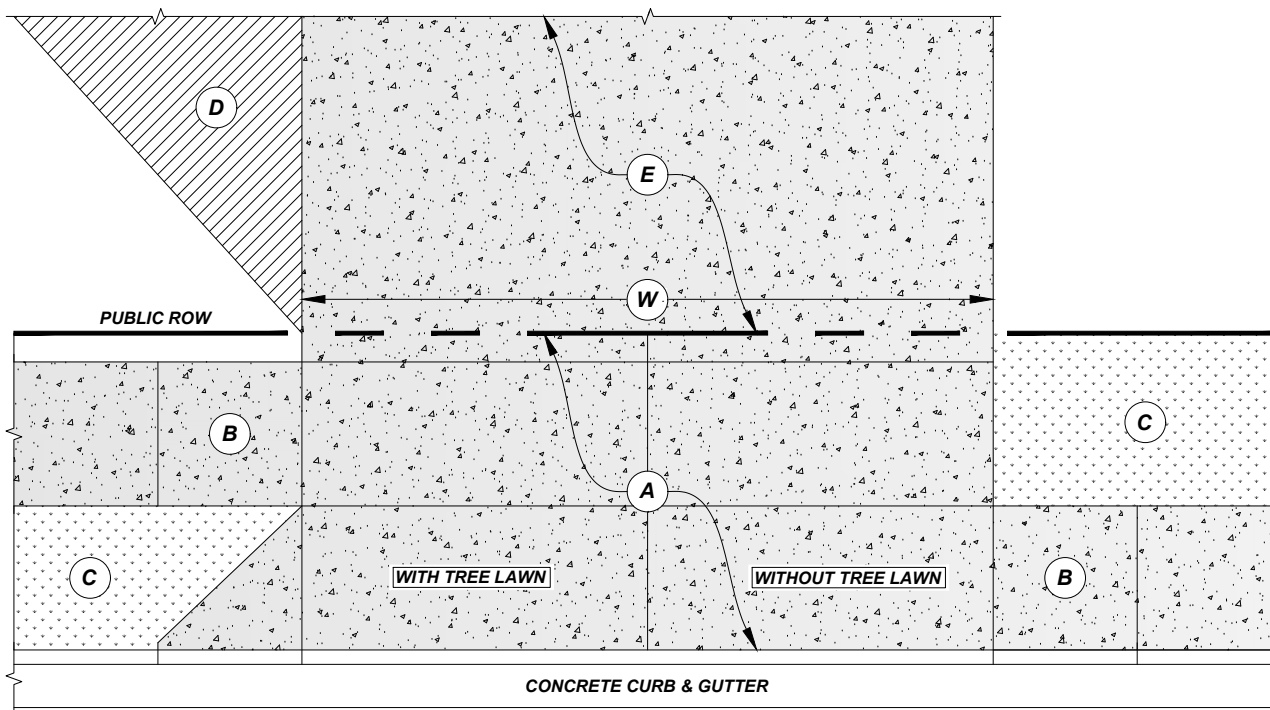 D
E
W
PUBLIC ROW
B
C
A
C
WITH TREE LAWN
WITHOUT TREE LAWN
B
CONCRETE CURB & GUTTER